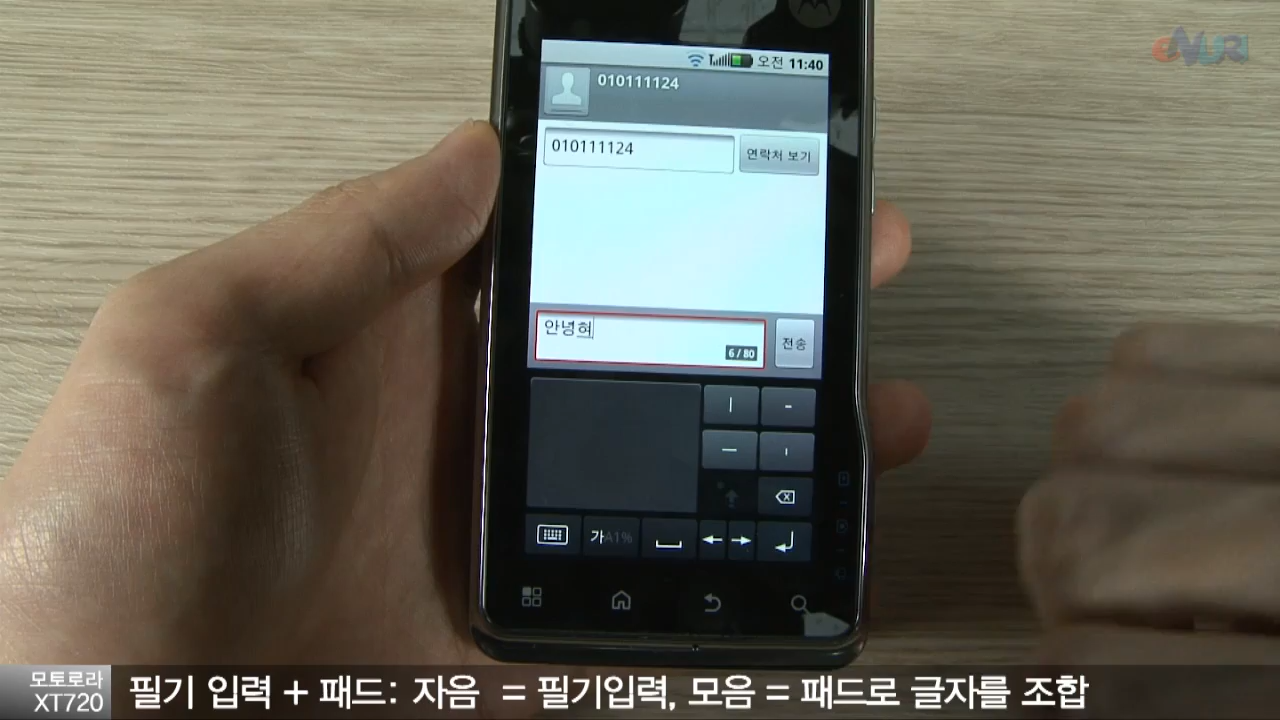 eNURI
오전 11:40
010111124
010111124
연락처 보기
안녕혀
6/80
전송
가A1%
모토로라
XT720
필기 입력 + 패드: 자음 = 필기입력, 모음 = 패드로 글자를 조합